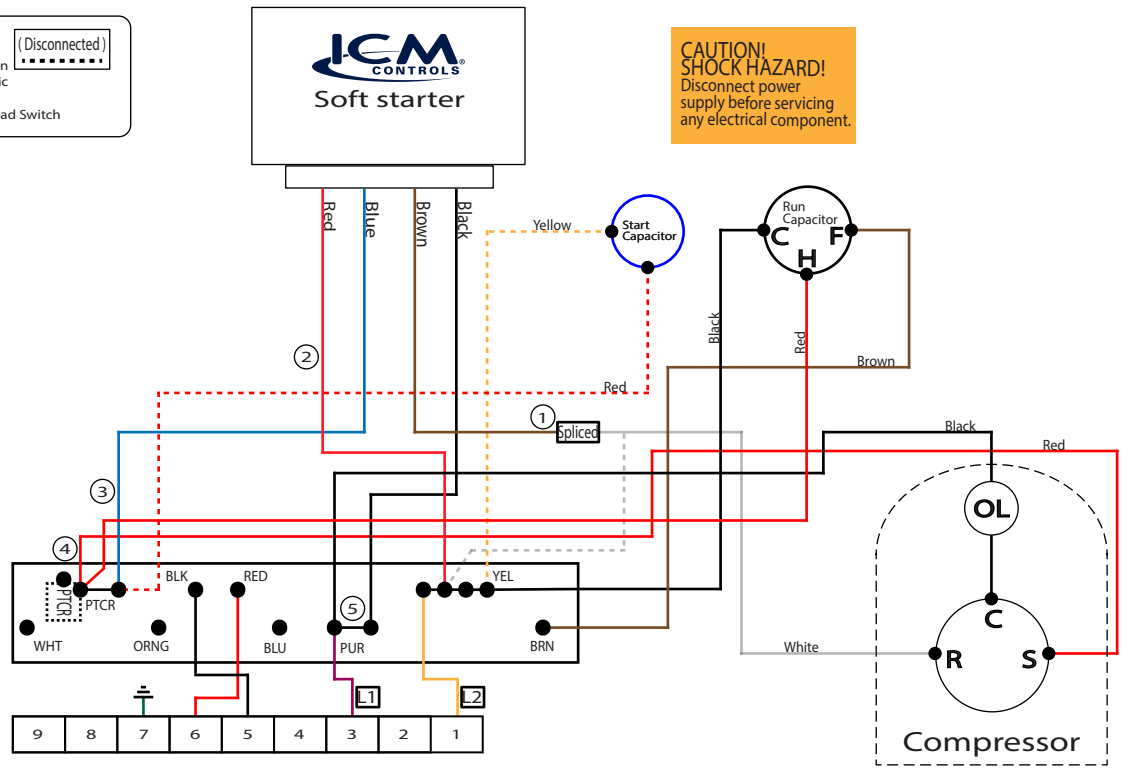 ( Disconnected )
n
ic
ad Switch
ICM
CONTROLS
Soft starter
CAUTION!
SHOCK HAZARD!
Disconnect power
supply before servicing
any electrical component.
Red
Blue
Brown
Black
Yellow
Start
Capacitor
Run
Capacitor
C
F
H
Black
Red
Brown
2
Red
1
Spliced
Black
Red
3
OL
4
PTCR
PTCR
BLK
RED
YEL
5
WHT
ORNG
BLU
PUR
BRN
C
White
R
S
L1
L2
9
8
7
6
5
4
3
2
1
Compressor